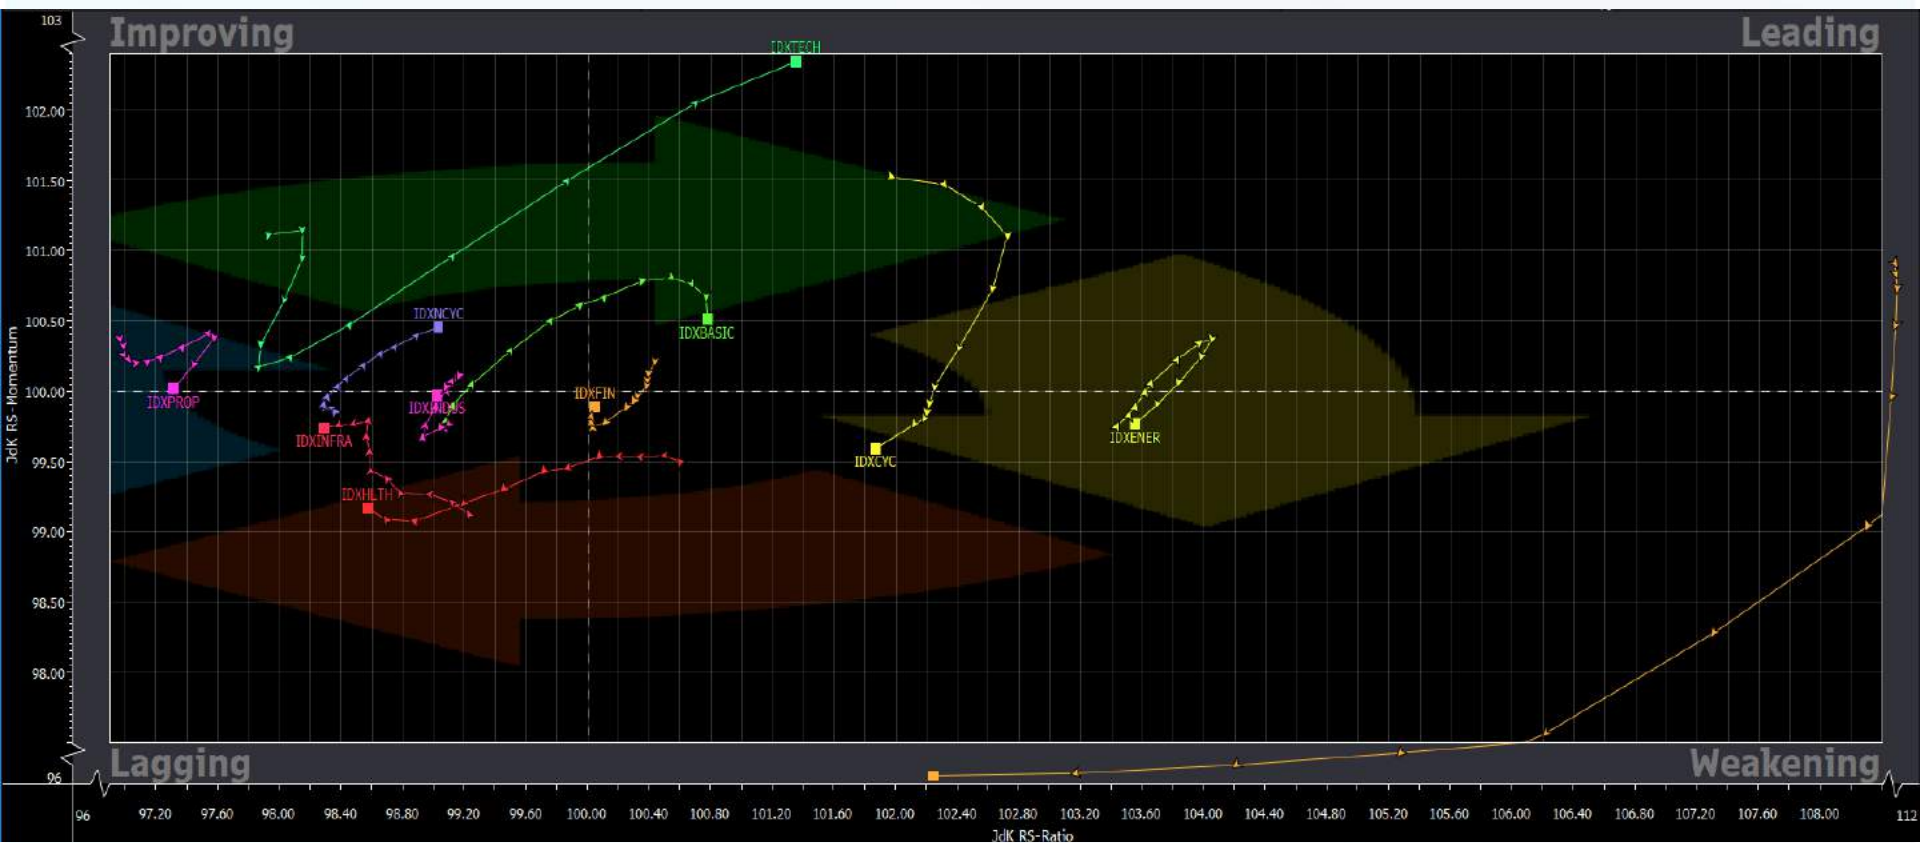 103
Improving
Leading
IDXTECH
102.00
101.50
101.00
100.50
IDXNCYC
IDXBASIC
JdK RS-Momentum
100.00
IDXPROP
IDXINDUS
IDXFIN
IDXINFRA
IDXENER
99.50
IDXCYC
IDXHLTH
99.00
98.50
98.00
Lagging
Weakening
96
96 97.20 97.60 98.00 98.40 98.80 99.20 99.60 100.00 100.40 100.80 101.20 101.60 102.00 102.40 102.80 103.20 103.60 104.00 104.40 104.80 105.20 105.60 106.00 106.40 106.80 107.20 107.60 108.00 112
JdK RS-Ratio